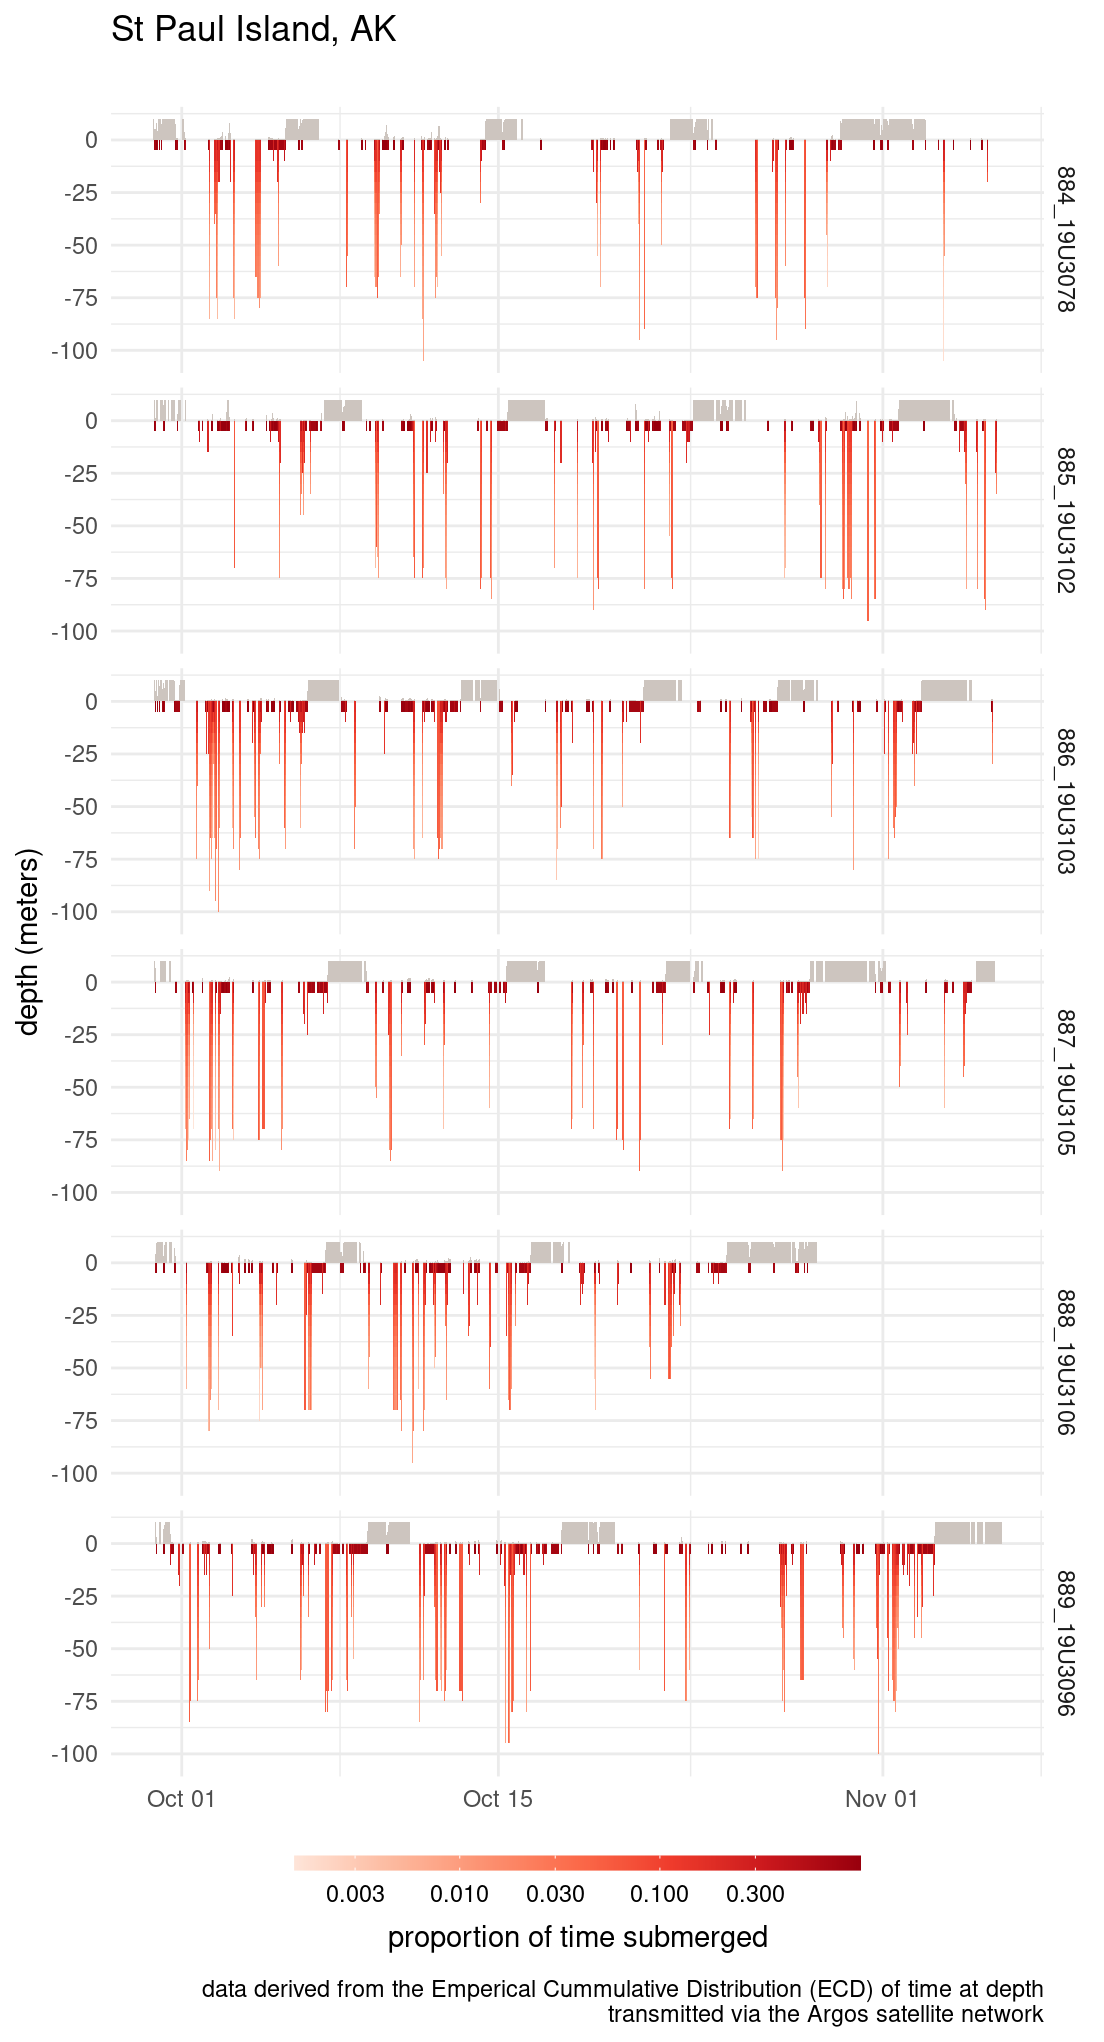 St Paul Island, AK
depth (meters)
0
-25
-50
-75
-100
884_19U3078
0
-25
-50
-75
-100
885_19U3102
0
-25
-50
-75
-100
886_19U3103
0
-25
-50
-75
-100
887_19U3105
0
-25
-50
-75
-100
888_19U3106
0
-25
-50
-75
-100
889_19U3096
Oct 01 Oct 15 Nov 01
0.003 0.010 0.030 0.100 0.300
proportion of time submerged
data derived from the Emperical Cummulative Distribution (ECD) of time at depth
transmitted via the Argos satellite network